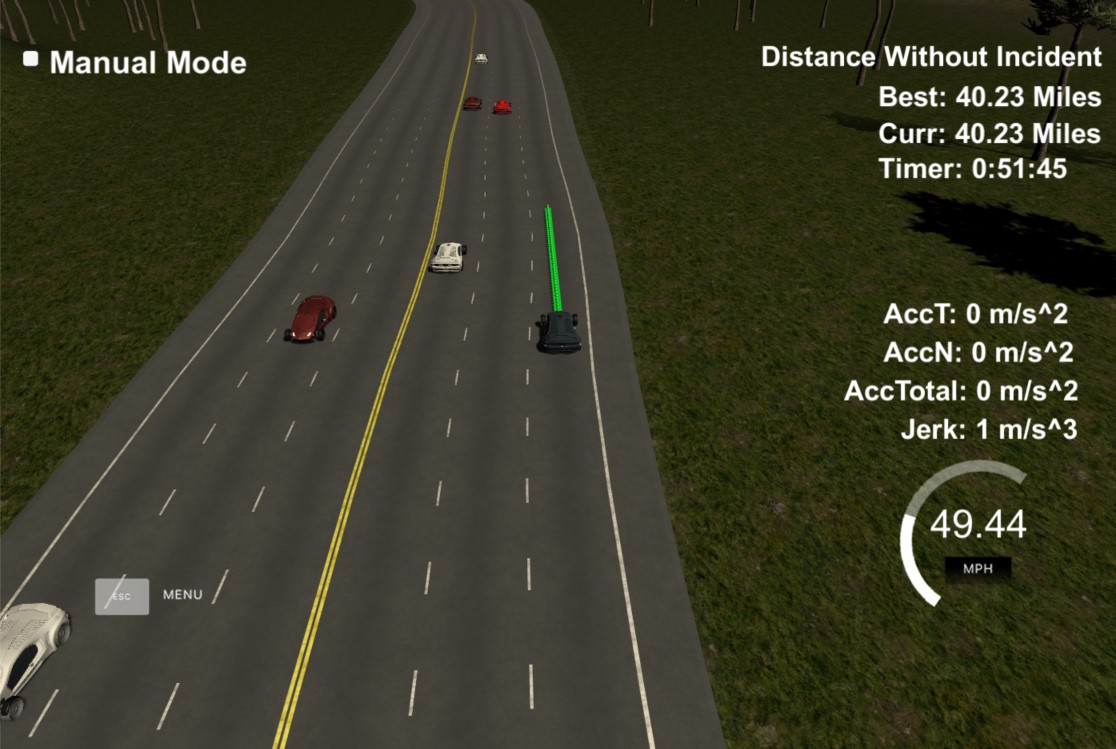 Manual Mode
Distance Without Incident
Best: 40.23 Miles
Curr: 40.23 Miles
Timer: 0:51:45
AccT: 0 m/s^2
AccN: 0 m/s^2
AccTotal: 0 m/s^2
Jerk: 1 m/s^3
49.44
MPH
ESC MENU